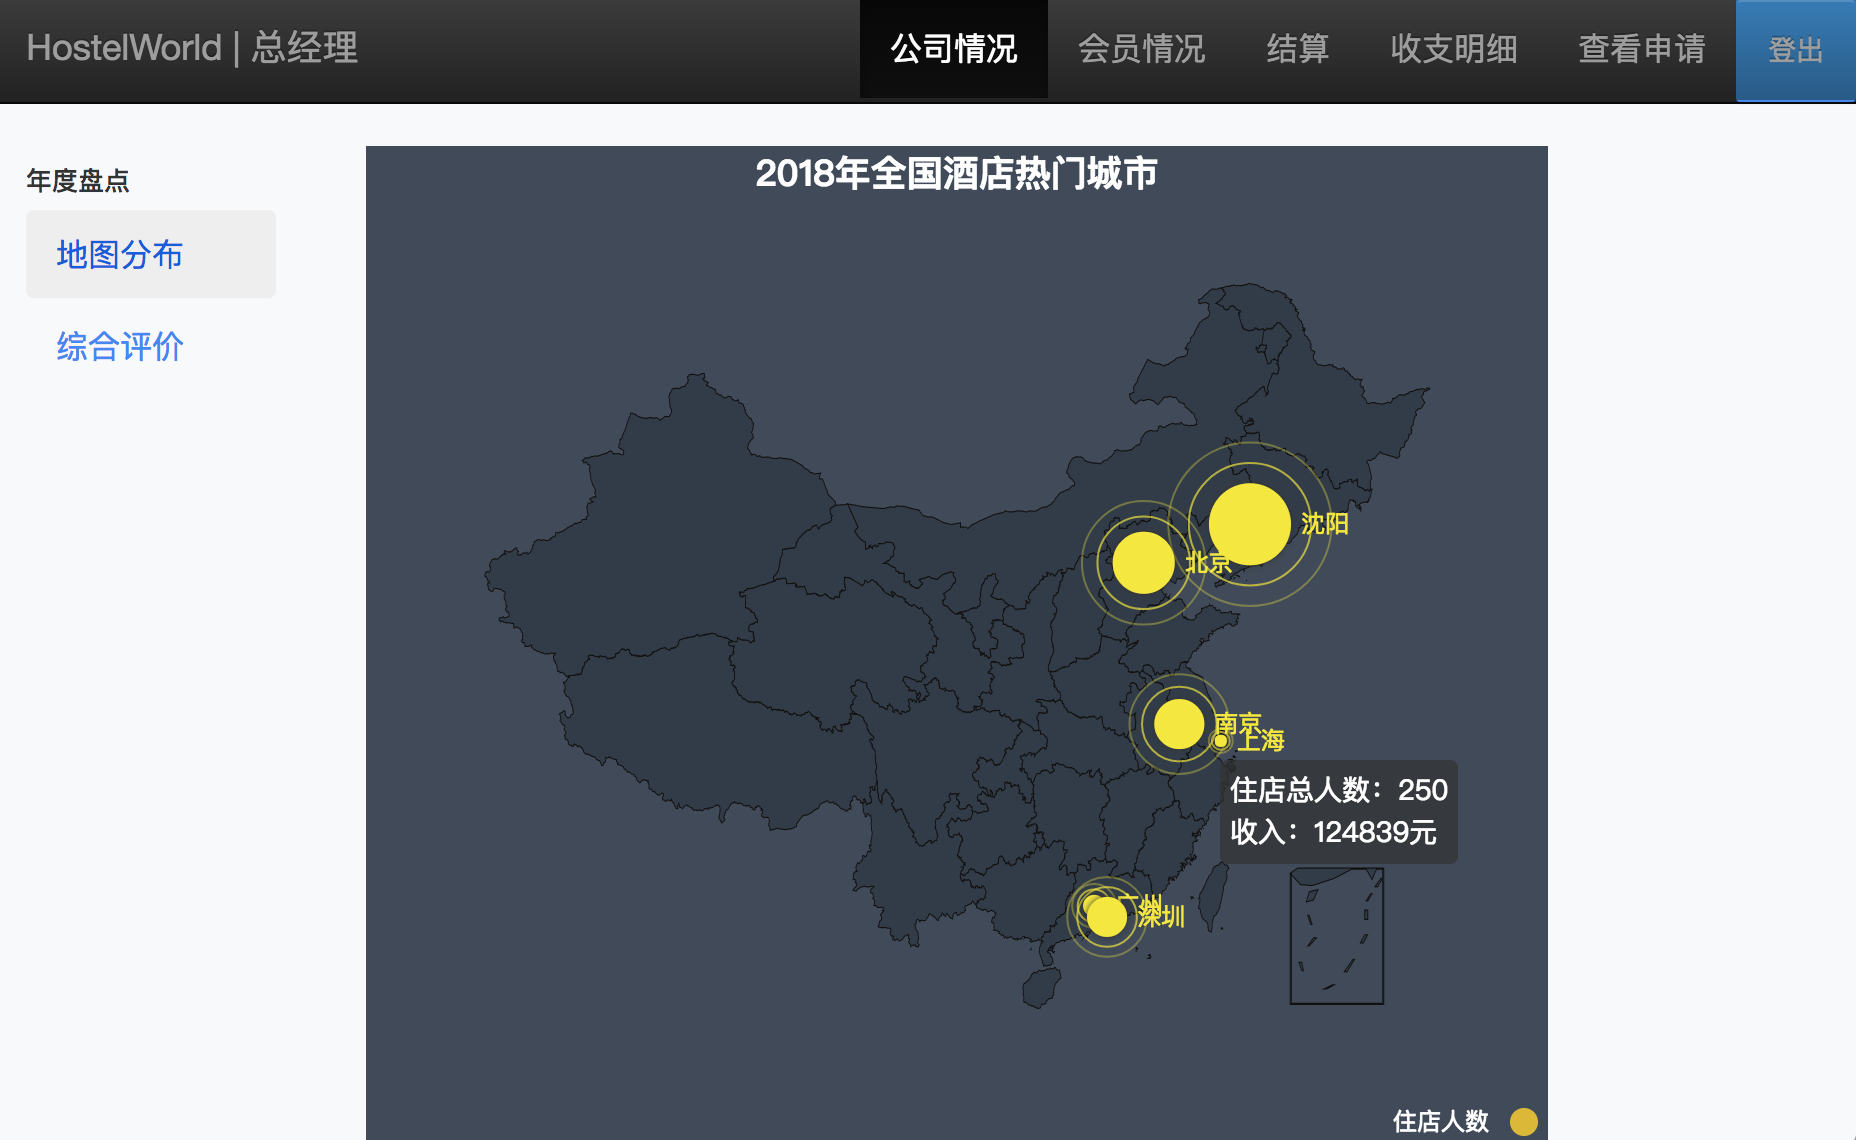 HostelWorld | 总经理
公司情况
会员情况
结算
收支明细
查看申请
登出
年度盘点
地图分布
综合评价
2018年全国酒店热门城市
沈阳
北京
南京
上海
住店总人数：250
收入：124839元
广州
深圳
住店人数